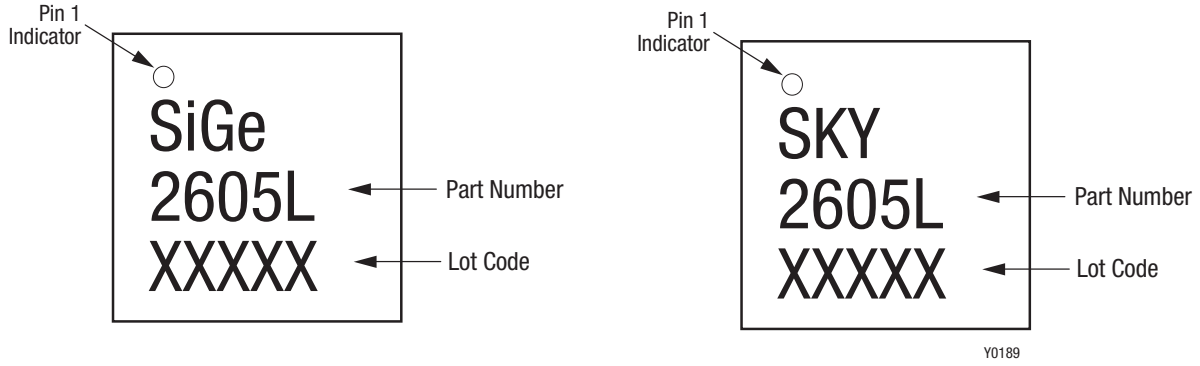 Pin 1
Indicator
SiGe
2605L
XXXXX
Part Number
Lot Code
Pin 1
Indicator
SKY
2605L
XXXXX
Part Number
Lot Code
Y0189